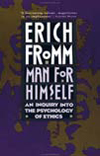 ERICH
FROMM
MAN FOR
HIMSELF
AN INQUIRY INTO
THE PSYCHOLOGY
OF ETHICS